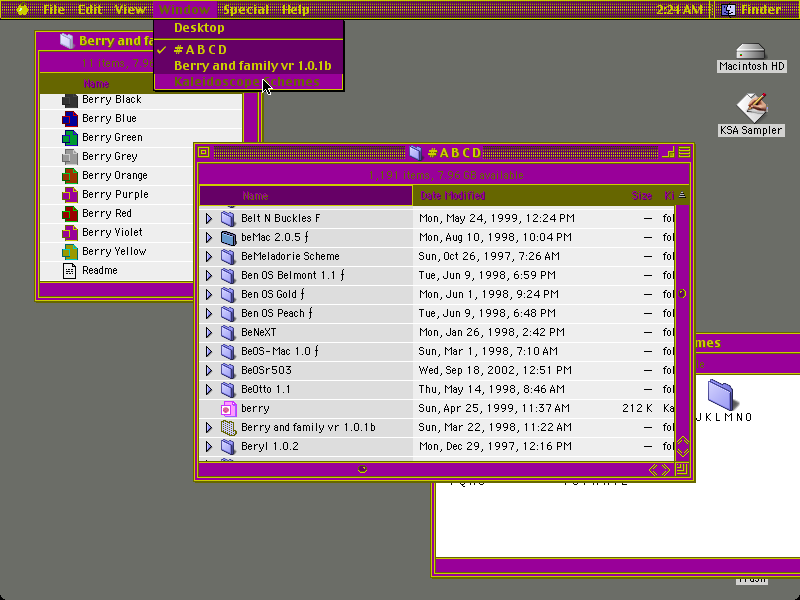 File Edit View Window Special Help 2:24 AM Finder
Desktop
✓ # A B C D
Berry and family vr 1.0.1b
Kaleidoscope Schemes
Berry and fa
11 items, 7.96
Name
Berry Black
Berry Blue
Berry Green
Berry Grey
Berry Orange
Berry Purple
Berry Red
Berry Violet
Berry Yellow
Readme
Macintosh HD
KSA Sampler
# A B C D
1,191 items, 7.96 GB available
Name Date Modified Size Ki
Belt N Buckles F Mon, May 24, 1999, 12:24 PM — fol
beMac 2.0.5 ƒ Mon, Aug 10, 1998, 10:04 PM — fol
BeMeladorie Scheme Sun, Oct 26, 1997, 7:26 AM — fol
Ben OS Belmont 1.1 ƒ Tue, Jun 9, 1998, 6:59 PM — fol
Ben OS Gold ƒ Mon, Jun 1, 1998, 9:24 PM — fol
Ben OS Peach ƒ Tue, Jun 9, 1998, 6:48 PM — fol
BeNeXT Mon, Jan 26, 1998, 2:42 PM — fol
BeOS-Mac 1.0 ƒ Sun, Mar 1, 1998, 7:10 AM — fol
BeOSr503 Wed, Sep 18, 2002, 12:51 PM — fol
BeOtto 1.1 Thu, May 14, 1998, 8:46 AM — fol
berry Sun, Apr 25, 1999, 11:37 AM 212 K Ka
Berry and family vr 1.0.1b Sun, Mar 22, 1998, 11:22 AM — fol
Beryl 1.0.2 Mon, Dec 29, 1997, 12:16 PM — fol
mes
le
J K L M N O
Trash